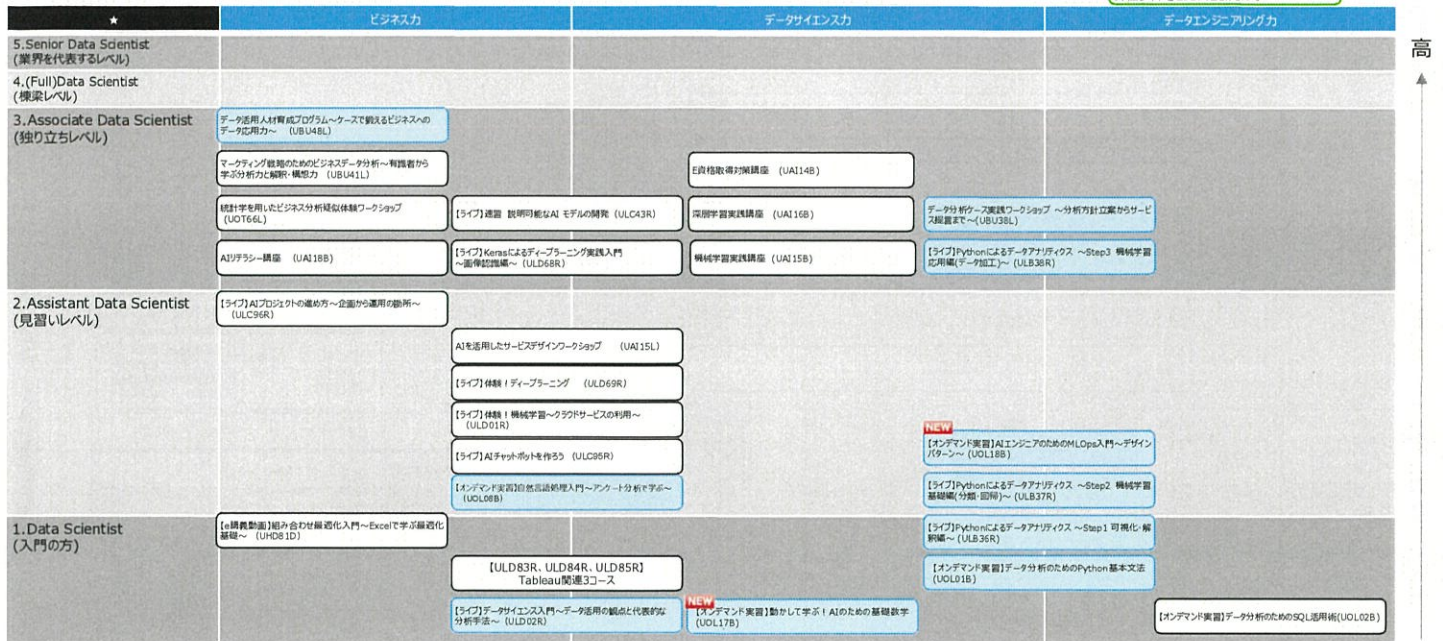 ★
ビジネス力
データサイエンス力
データエンジニアリング力
高
5.Senior Data Scientist
(業界を代表するレベル)
4.(Full)Data Scientist
(棟梁レベル)
3.Associate Data Scientist
(独り立ちレベル)
データ活用人材育成プログラム~ケースで鍛えるビジネスへの
データ応用力~ (UBU48L)
マーケティング戦略のためのビジネスデータ分析~有識者から
学ぶ分析力と解釈・構想力 (UBU41L)
E資格取得対策講座 (UAI14B)
統計学を用いたビジネス分析疑似体験ワークショップ
(UOT66L)
【ライブ】速習 説明可能なAI モデルの開発 (ULC43R)
深層学習実践講座 (UAI16B)
データ分析ケース実践ワークショップ ~分析方針立案からサービ
ス提言まで~(UBU38L)
AIリテラシー講座 (UAI18B)
【ライブ】Kerasによるディープラーニング実践入門
~画像認識編~ (ULD68R)
機械学習実践講座 (UAI15B)
【ライブ】Pythonによるデータアナリティクス ~Step3 機械学習
応用編(データ加工)~ (ULB38R)
2.Assistant Data Scientist
(見習いレベル)
【ライブ】AIプロジェクトの進め方~企画から運用の勘所~
(ULC96R)
AIを活用したサービスデザインワークショップ (UAI15L)
【ライブ】体験!ディープラーニング (ULD69R)
【ライブ】体験!機械学習~クラウドサービスの利用~
(ULD01R)
【ライブ】AIチャットボットを作ろう (ULC95R)
【オンデマンド実習】自然言語処理入門~アンケート分析で学ぶ~
(UOL08B)
NEW
【オンデマンド実習】AIエンジニアのためのMLOps入門~デザイン
パターン~ (UOL18B)
【ライブ】Pythonによるデータアナリティクス ~Step2 機械学習
基礎編(分類・回帰)~ (ULB37R)
1.Data Scientist
(入門の方)
【e講義動画】組み合わせ最適化入門~Excelで学ぶ最適化
基礎~ (UHD81D)
【ライブ】Pythonによるデータアナリティクス ~Step1 可視化・解
釈編~ (ULB36R)
【ULD83R、ULD84R、ULD85R】
Tableau関連3コース
【オンデマンド実習】データ分析のためのPython基本文法
(UOL01B)
【ライブ】データサイエンス入門~データ活用の観点と代表的な
分析手法~ (ULD02R)
NEW
【オンデマンド実習】動かして学ぶ!AIのための基礎数学
(UOL17B)
【オンデマンド実習】データ分析のためのSQL活用術(UOL02B)